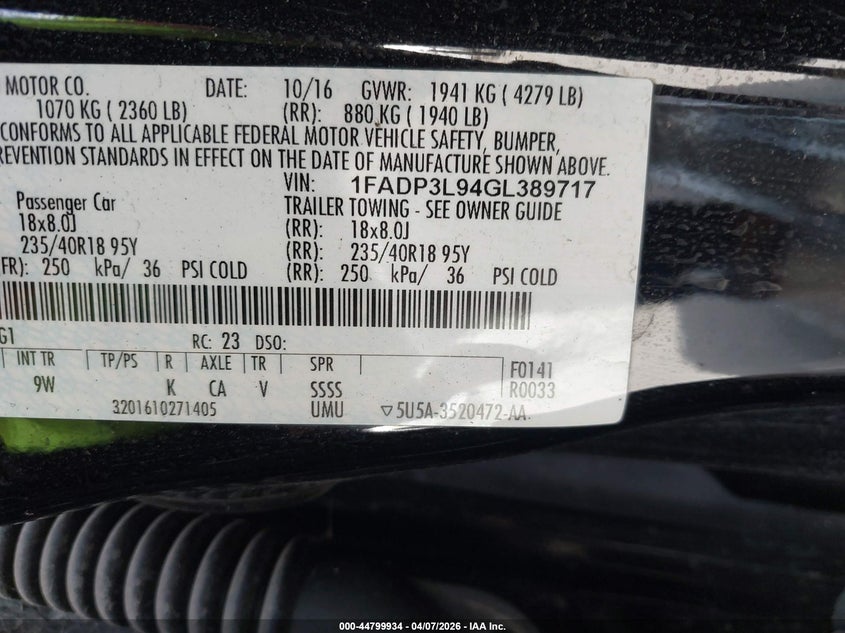 MOTOR CO. DATE: 10/16 GVWR: 1941 KG ( 4279 LB)
1070 KG ( 2360 LB) (RR): 880 KG ( 1940 LB)
CONFORMS TO ALL APPLICABLE FEDERAL MOTOR VEHICLE SAFETY, BUMPER,
REVENTION STANDARDS IN EFFECT ON THE DATE OF MANUFACTURE SHOWN ABOVE.
VIN: 1FADP3L94GL389717
Passenger Car TRAILER TOWING - SEE OWNER GUIDE
18x8.0J (RR): 18x8.0J
235/40R18 95Y (RR): 235/40R18 95Y
FR): 250 kPa/ 36 PSI COLD (RR): 250 kPa/ 36 PSI COLD
G1 RC: 23 DSO:
INT TR TP/PS R AXLE TR SPR F0141
9W K CA V SSSS R0033
3201610271405 UMU ▽5U5A-3520472-AA
000-44799934 - 04/07/2026 - IAA Inc.